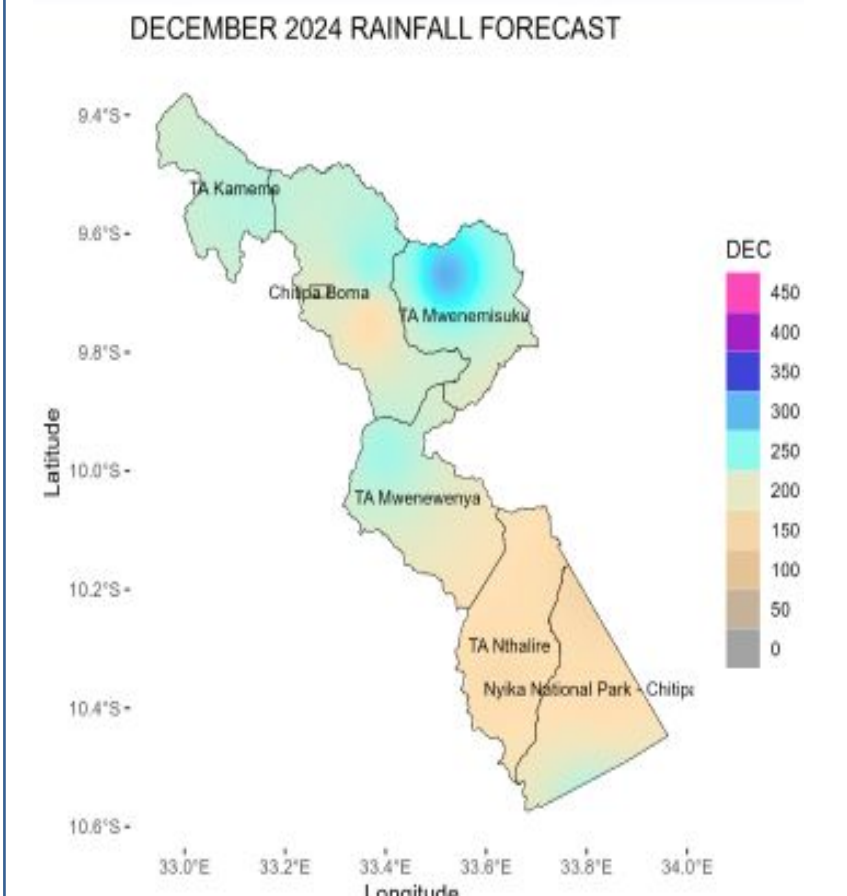 DECEMBER 2024 RAINFALL FORECAST
9.4°S
9.6°S
9.8°S
10.0°S
10.2°S
10.4°S
10.6°S
Latitude
TA Kameme
Chitipa Boma
TA Mwenemisuku
TA Mwenewenya
TA Nthalire
Nyika National Park - Chitipa
DEC
450
400
350
300
250
200
150
100
50
0
33.0°E 33.2°E 33.4°E 33.6°E 33.8°E 34.0°E
Longitude